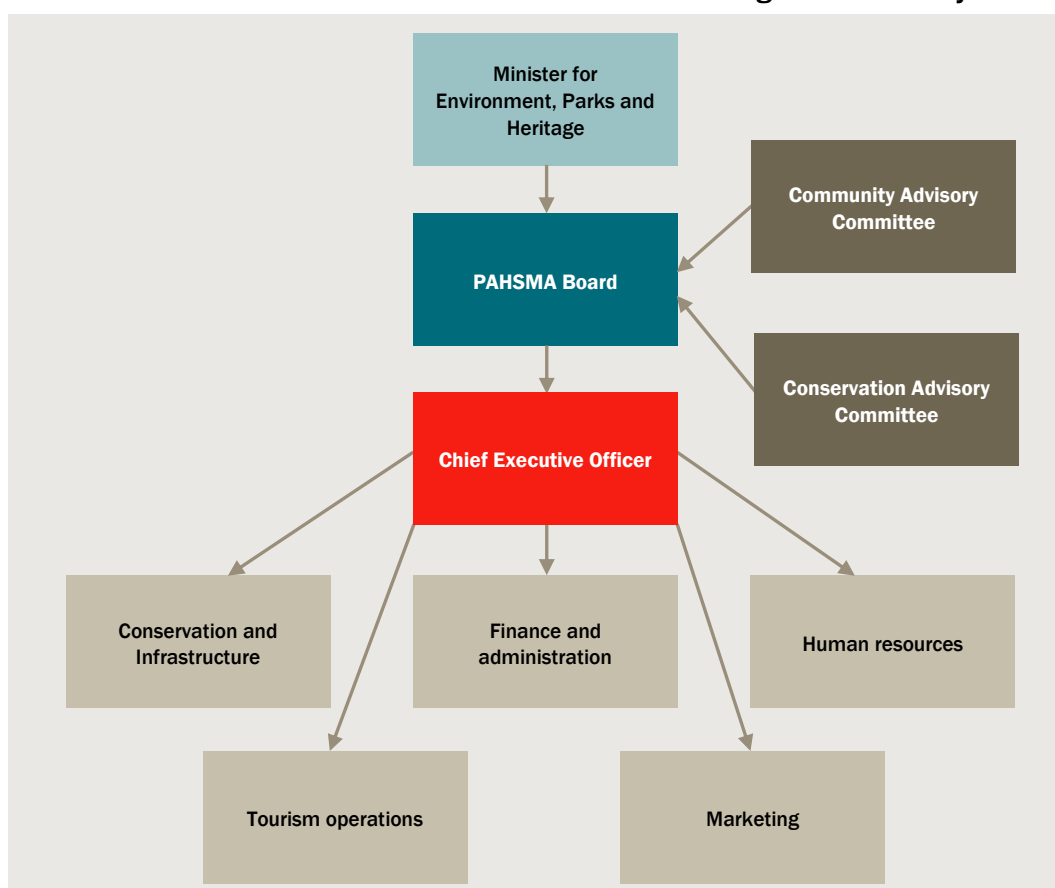 Minister for
Environment, Parks and
Heritage
Community Advisory
Committee
PAHSMA Board
Conservation Advisory
Committee
Chief Executive Officer
Conservation and
Infrastructure
Finance and
administration
Human resources
Tourism operations
Marketing